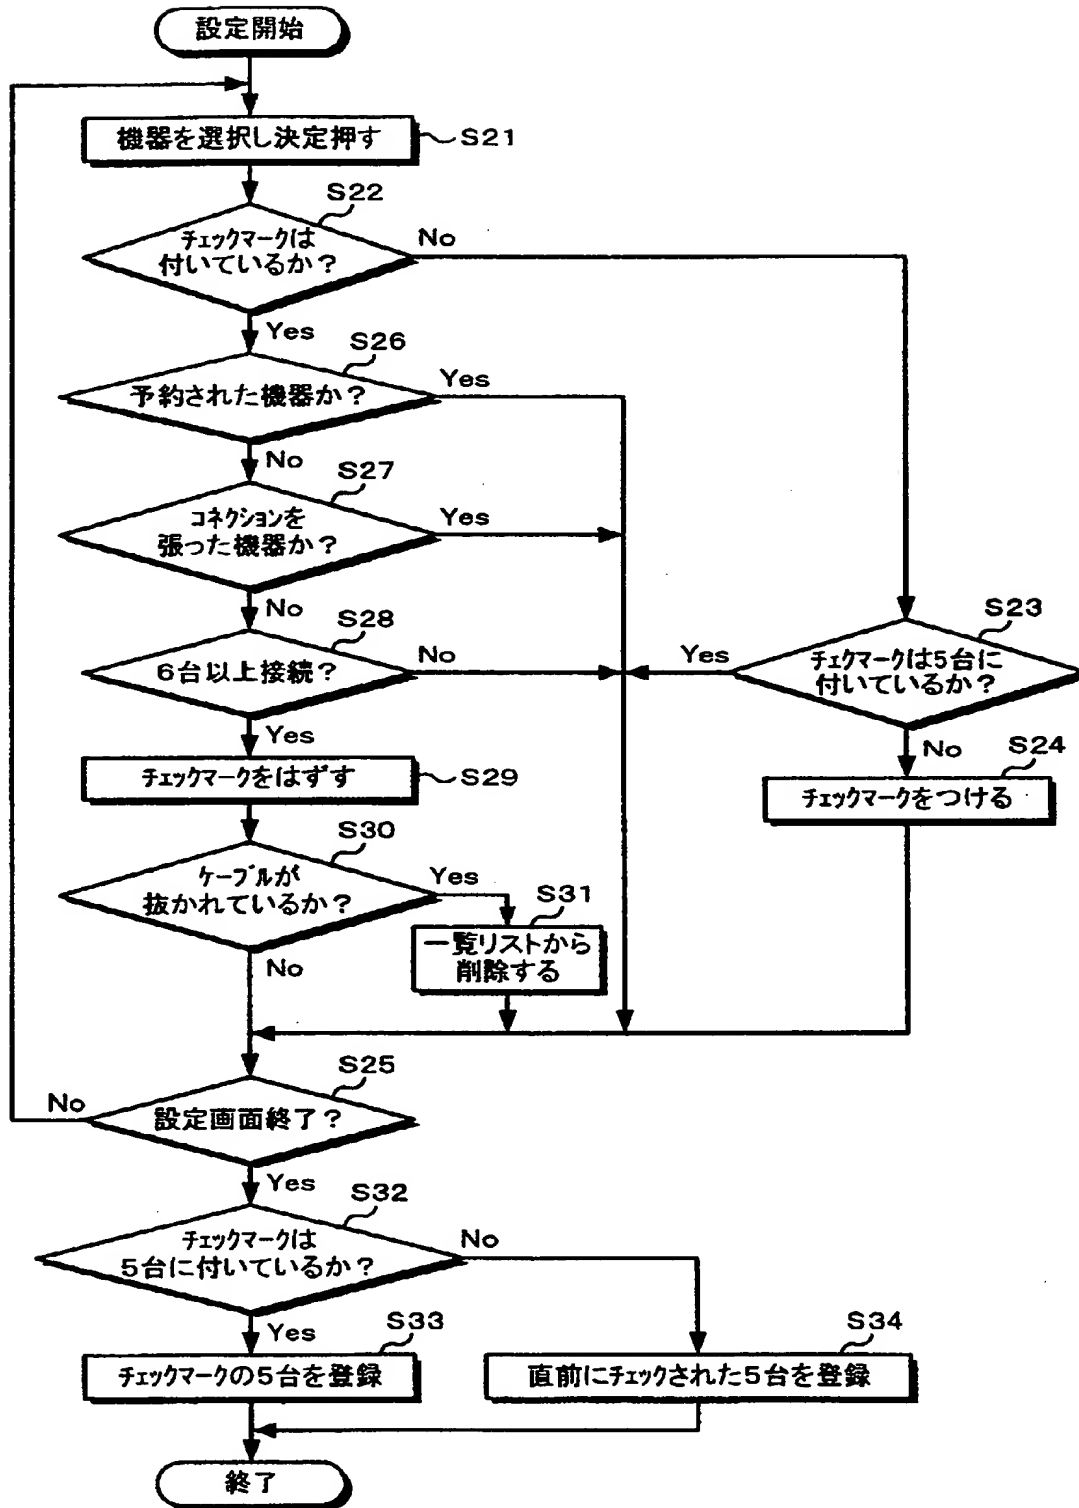 設定開始
機器を選択し決定押す
S21
S22
チェックマークは
付いているか?
No
Yes
S26
予約された機器か?
Yes
No
S27
コネクションを
張った機器か?
Yes
No
S28
6台以上接続?
No
Yes
S23
チェクマークは5台に
付いているか?
Yes
No
S24
チェックマークをつける
チェックマークをはずす
S29
S30
ケーブルが
抜かれているか?
Yes
No
S31
一覧リストから
削除する
S25
設定画面終了?
No
Yes
S32
チェックマークは
5台に付いているか?
No
Yes
S33
チェックマークの5台を登録
S34
直前にチェックされた5台を登録
終了